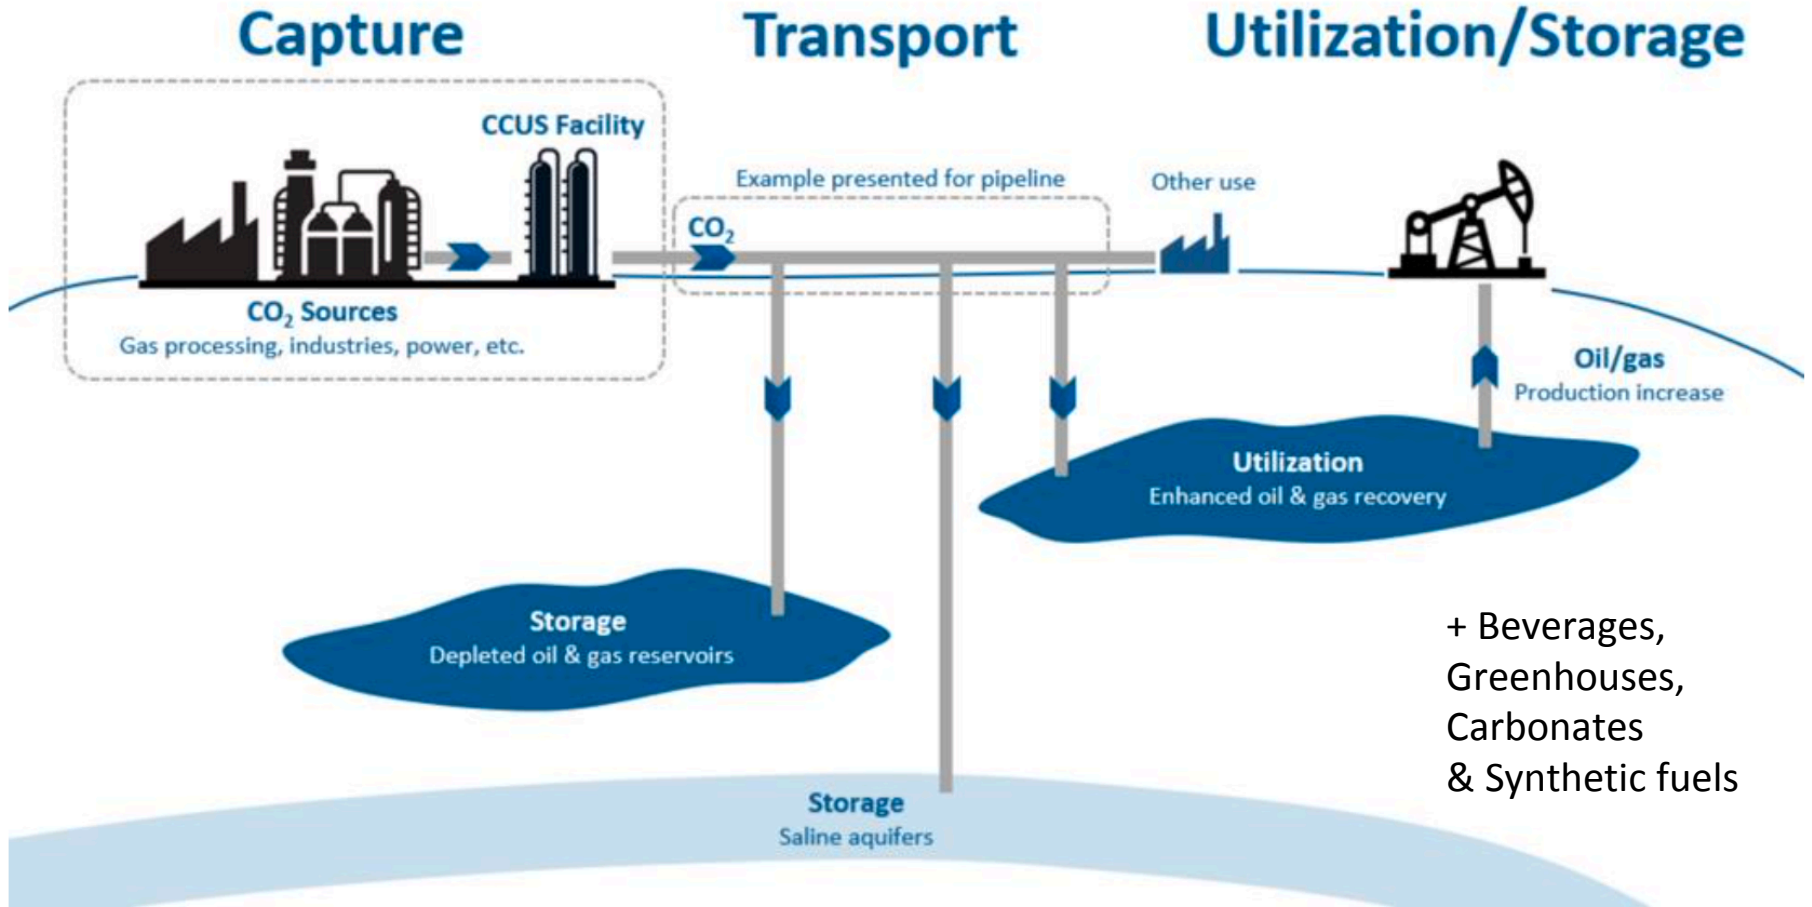 Capture
Transport
Utilization/Storage
CCUS Facility
Example presented for pipeline
Other use
CO₂
CO₂ Sources
Gas processing, industries, power, etc.
Oil/gas
Production increase
Utilization
Enhanced oil & gas recovery
Storage
Depleted oil & gas reservoirs
+ Beverages,
Greenhouses,
Carbonates
& Synthetic fuels
Storage
Saline aquifers